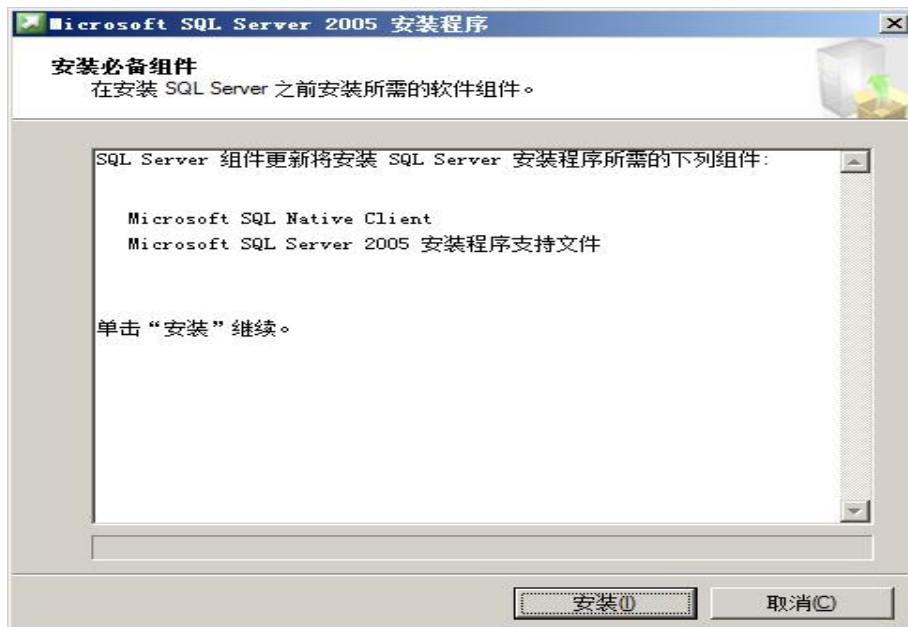 Microsoft SQL Server 2005 安装程序
安装必备组件
在安装 SQL Server 之前安装所需的软件组件。
SQL Server 组件更新将安装 SQL Server 安装程序所需的下列组件:
Microsoft SQL Native Client
Microsoft SQL Server 2005 安装程序支持文件
单击“安装”继续。
安装(I)
取消(C)